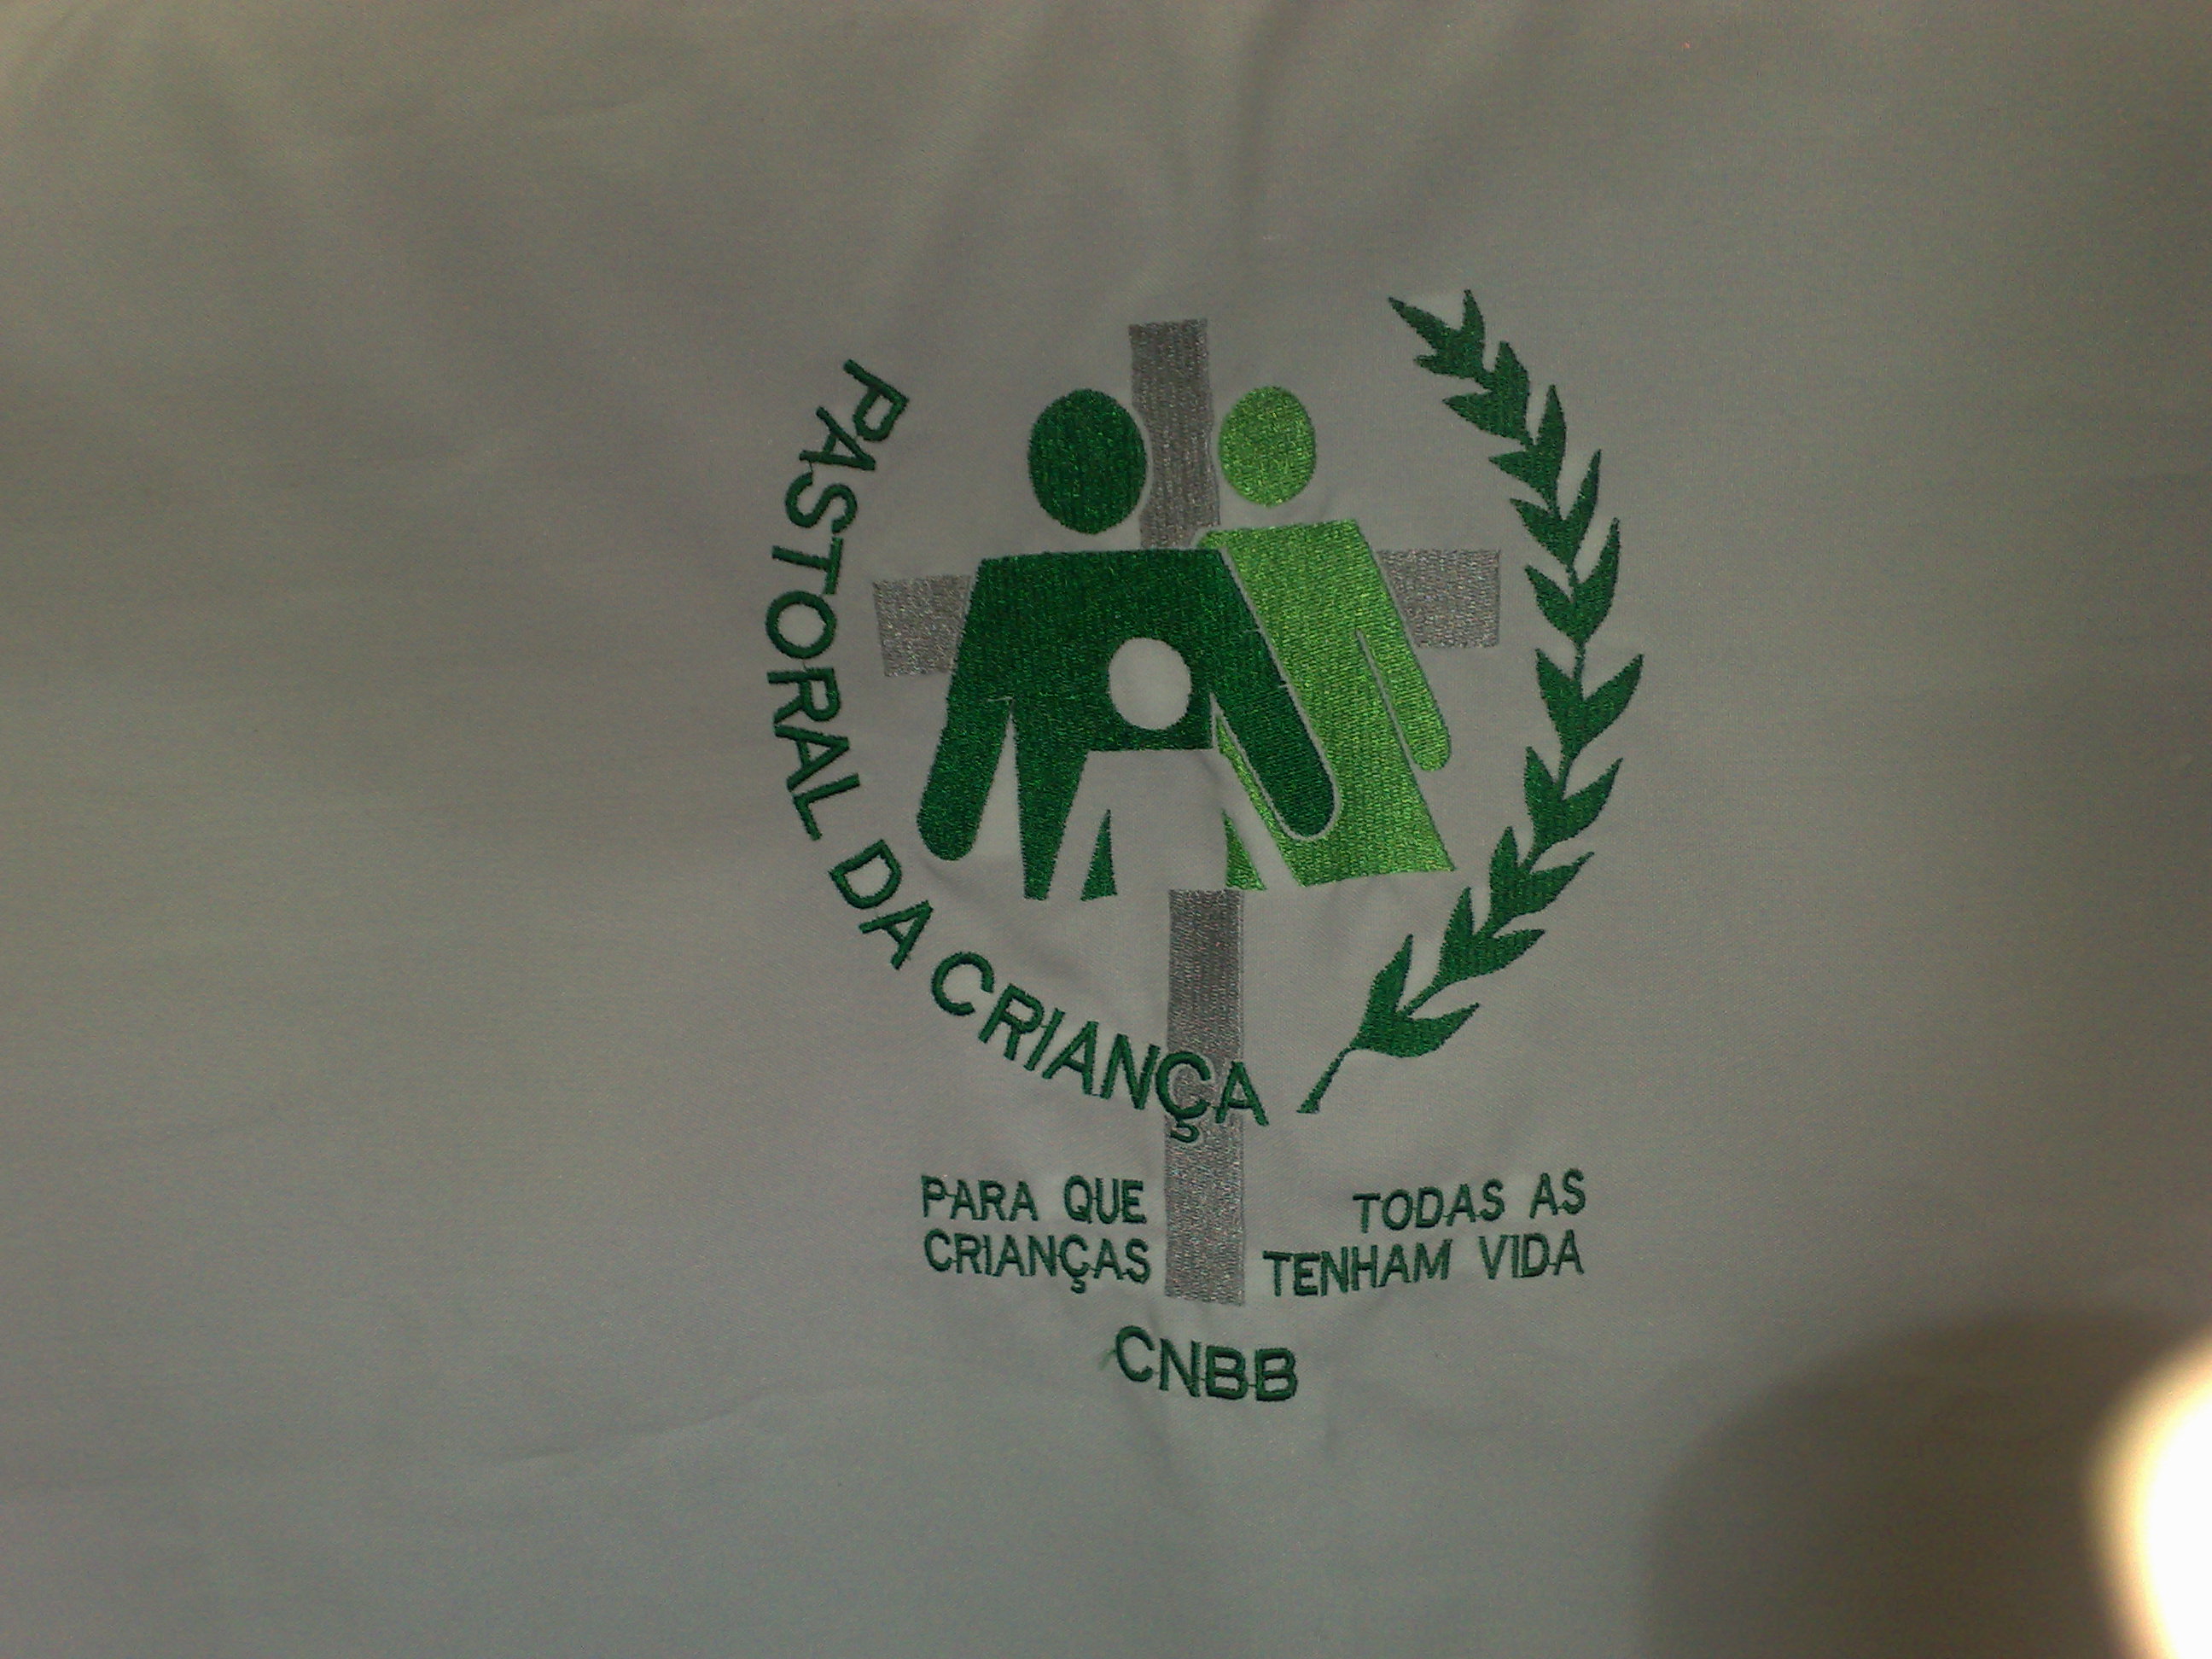 PASTORAL DA CRIANÇA
PARA QUE TODAS AS
CRIANÇAS TENHAM VIDA
CNBB